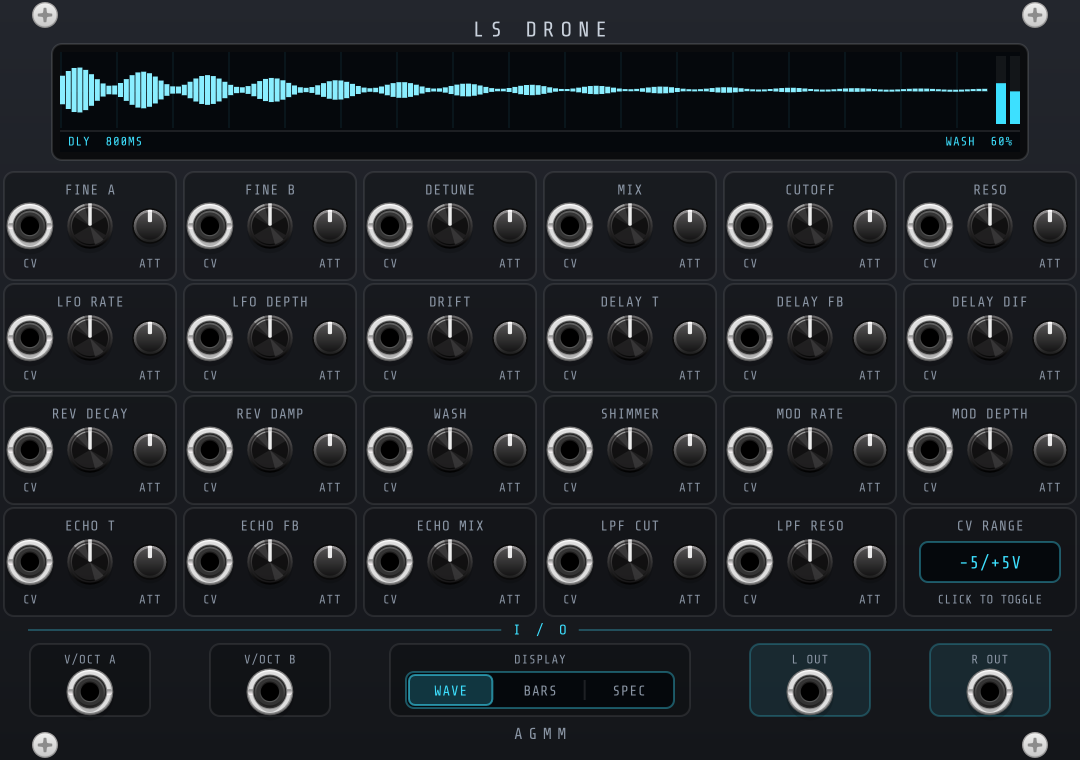 LS DRONE
DLY 800MS WASH 60%
FINE A FINE B DETUNE MIX CUTOFF RESO
CV ATT CV ATT CV ATT CV ATT CV ATT CV ATT
LFO RATE LFO DEPTH DRIFT DELAY T DELAY FB DELAY DIF
CV ATT CV ATT CV ATT CV ATT CV ATT CV ATT
REV DECAY REV DAMP WASH SHIMMER MOD RATE MOD DEPTH
CV ATT CV ATT CV ATT CV ATT CV ATT CV ATT
ECHO T ECHO FB ECHO MIX LPF CUT LPF RESO CV RANGE
-5/+5V
CV ATT CV ATT CV ATT CV ATT CV ATT CLICK TO TOGGLE
I / O
V/OCT A V/OCT B DISPLAY L OUT R OUT
WAVE BARS SPEC
AGMM